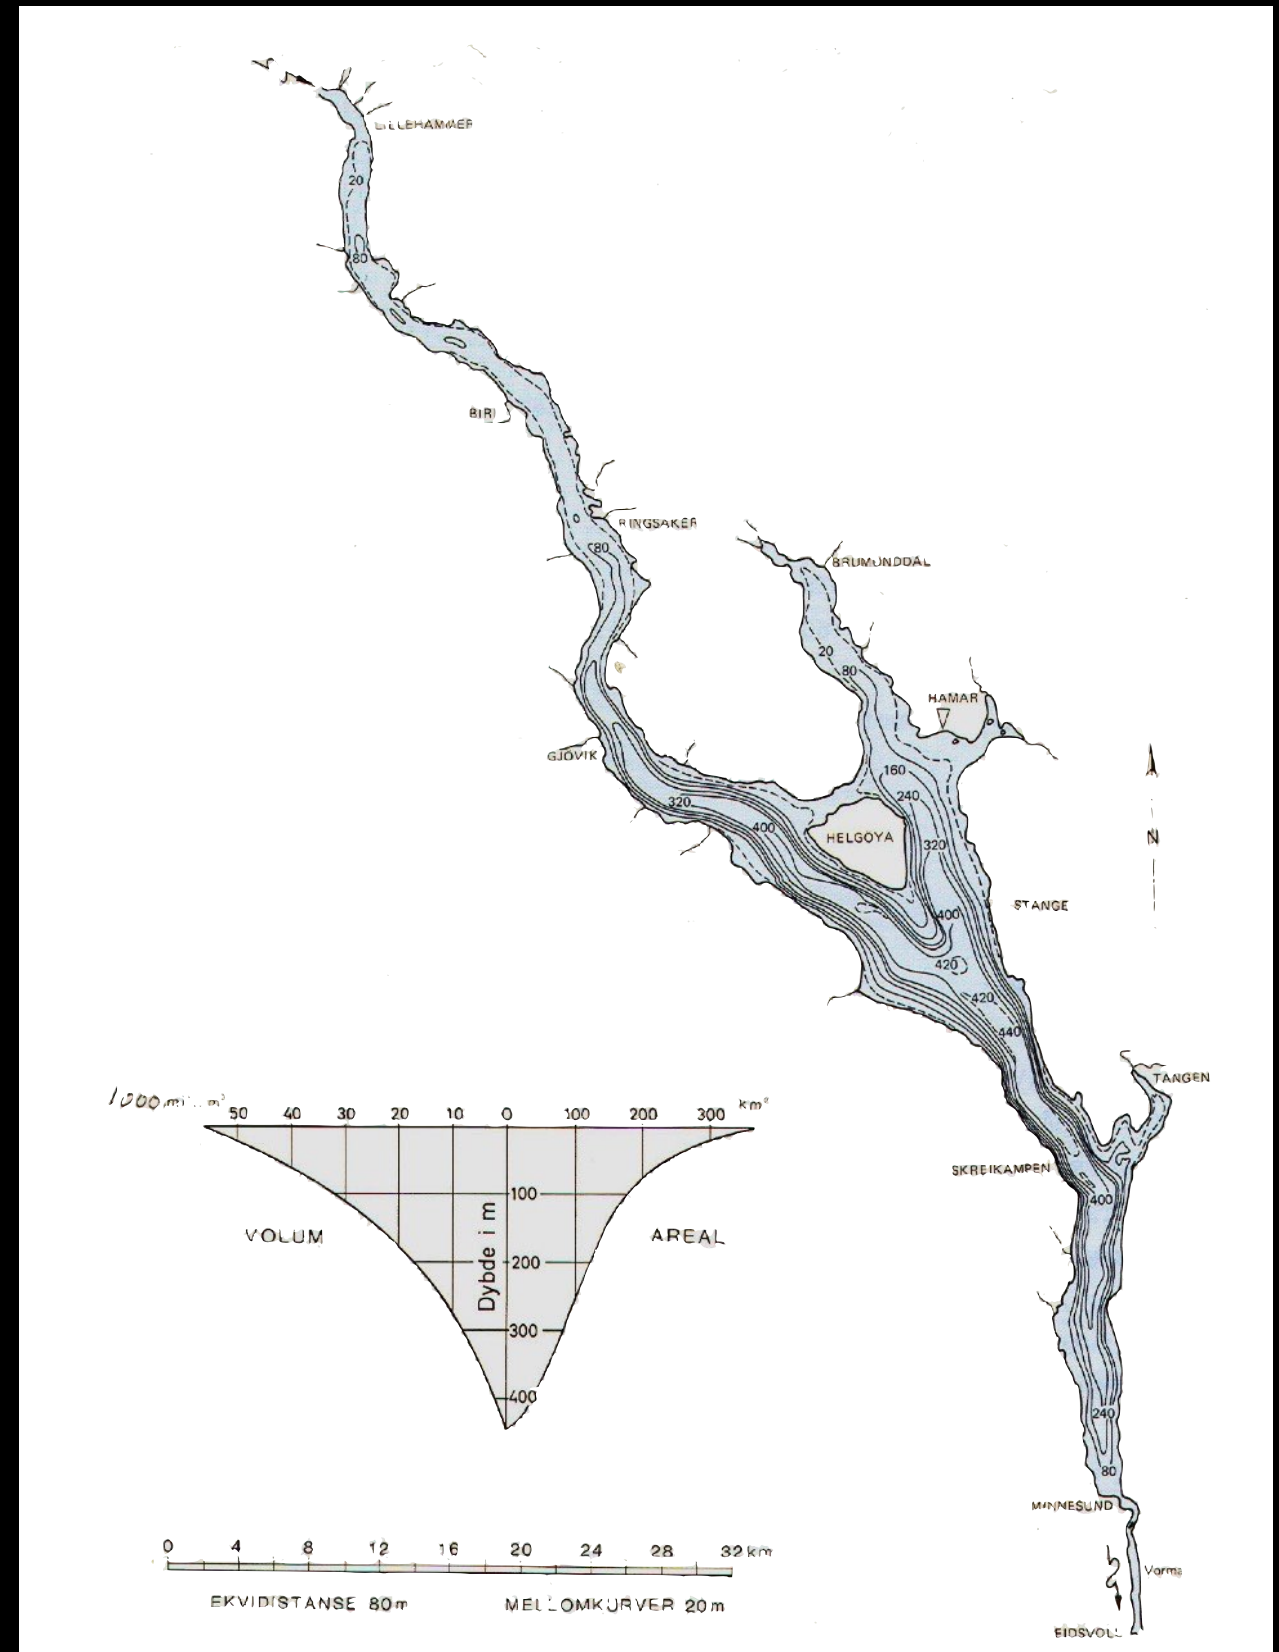 LILLEHAMMER
20
80
BIRI
RINGSAKER
80
BRUMUNDDAL
20
80
HAMAR
GJØVIK
160
240
320
400
HELGØYA
320
STANGE
400
420
420
440
TANGEN
SKREIKAMPEN
400
240
80
MINNESUND
Vorma
EIDSVOLL
N
1000 mill m³
50 40 30 20 10 0 100 200 300 km²
100
200
300
400
Dybde i m
VOLUM
AREAL
0 4 8 12 16 20 24 28 32 km
EKVIDISTANSE 80 m
MELLOMKURVER 20 m